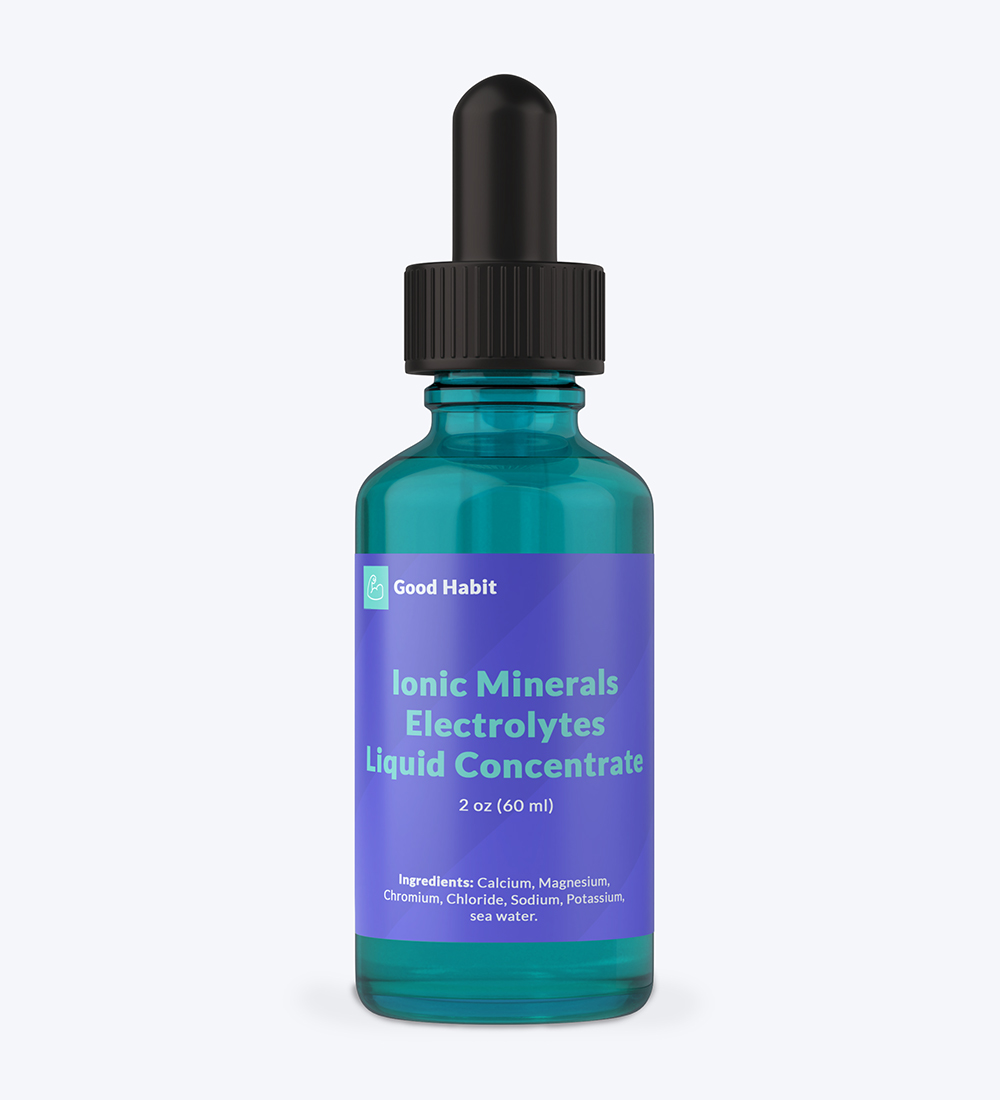 Good Habit
Ionic Minerals
Electrolytes
Liquid Concentrate
2 oz (60 ml)
Ingredients: Calcium, Magnesium,
Chromium, Chloride, Sodium, Potassium,
sea water.